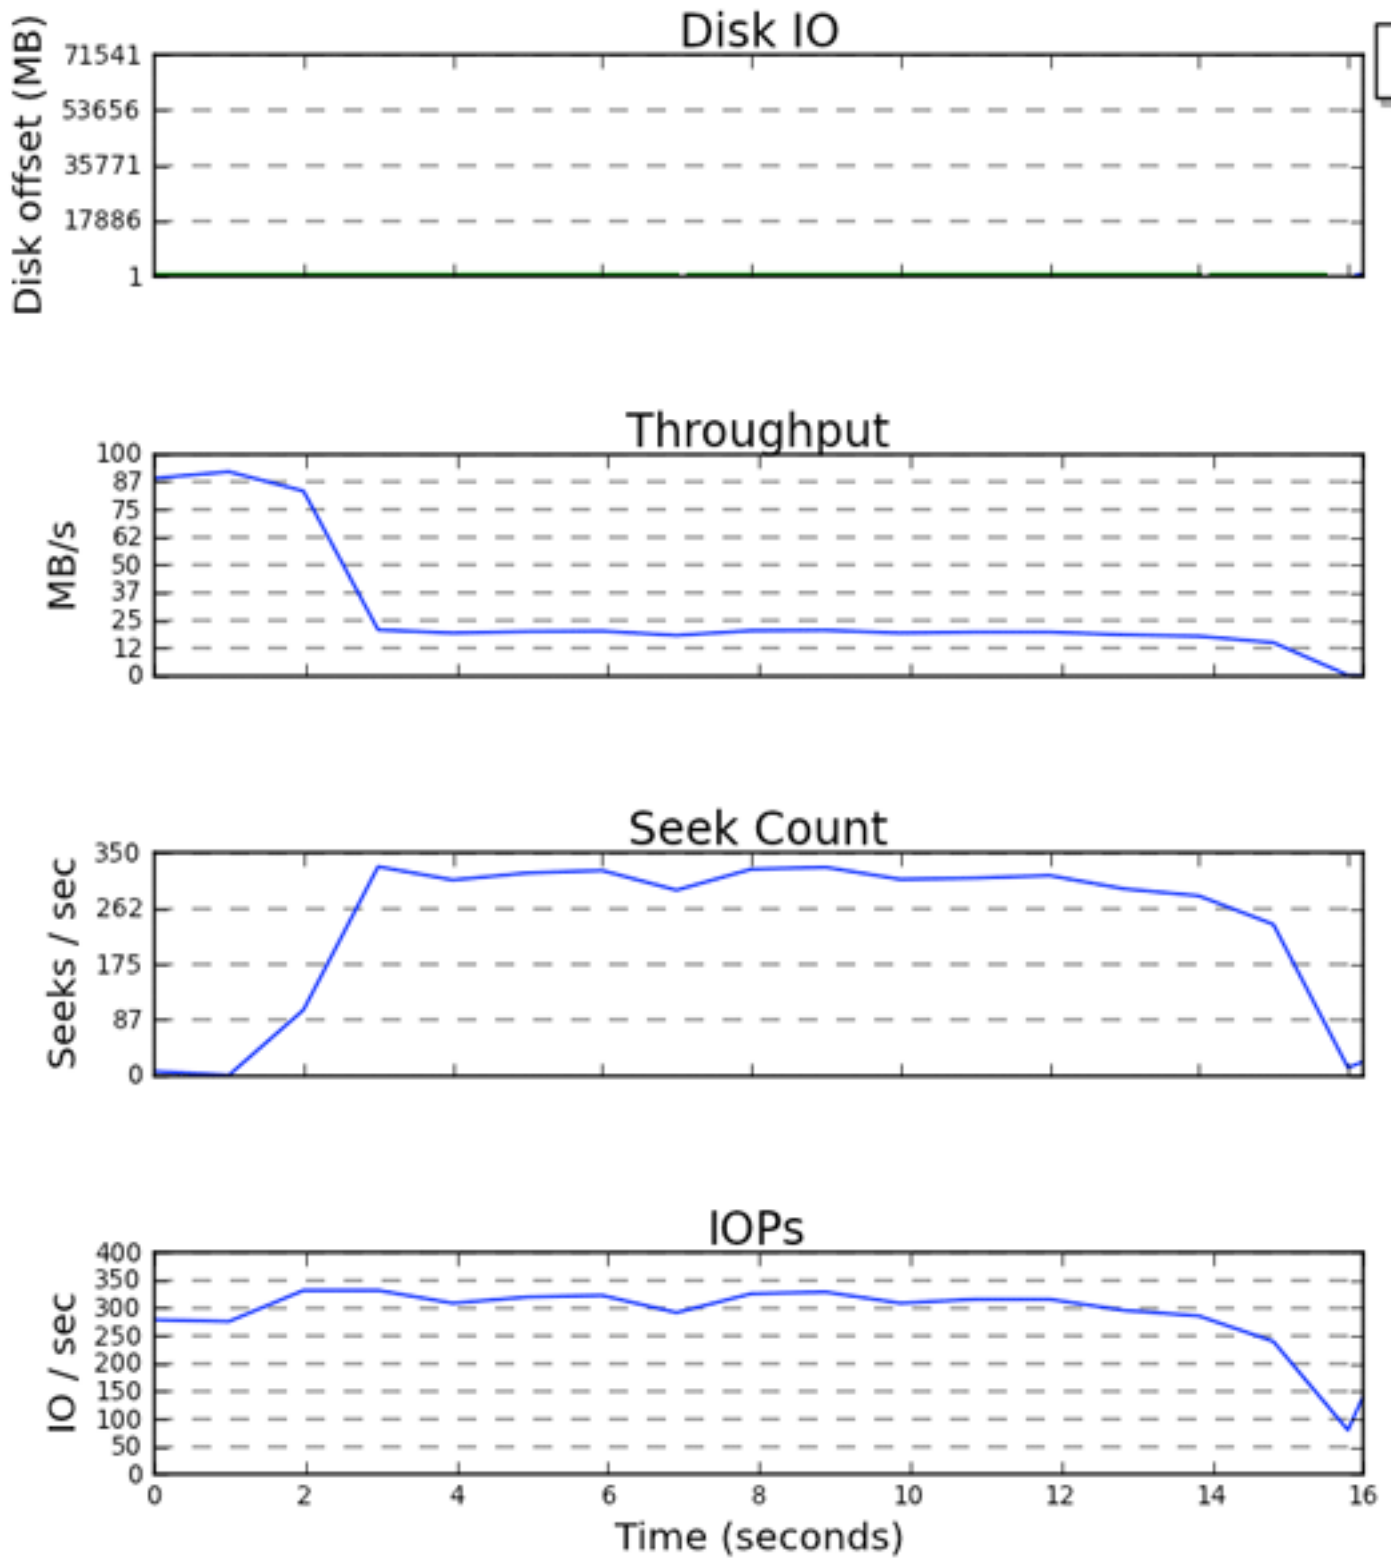 Disk IO
Disk offset (MB)
71541
53656
35771
17886
1
Throughput
MB/s
100
87
75
62
50
37
25
12
0
Seek Count
Seeks / sec
350
262
175
87
0
IOPs
IO / sec
400
350
300
250
200
150
100
50
0
0 2 4 6 8 10 12 14 16
Time (seconds)